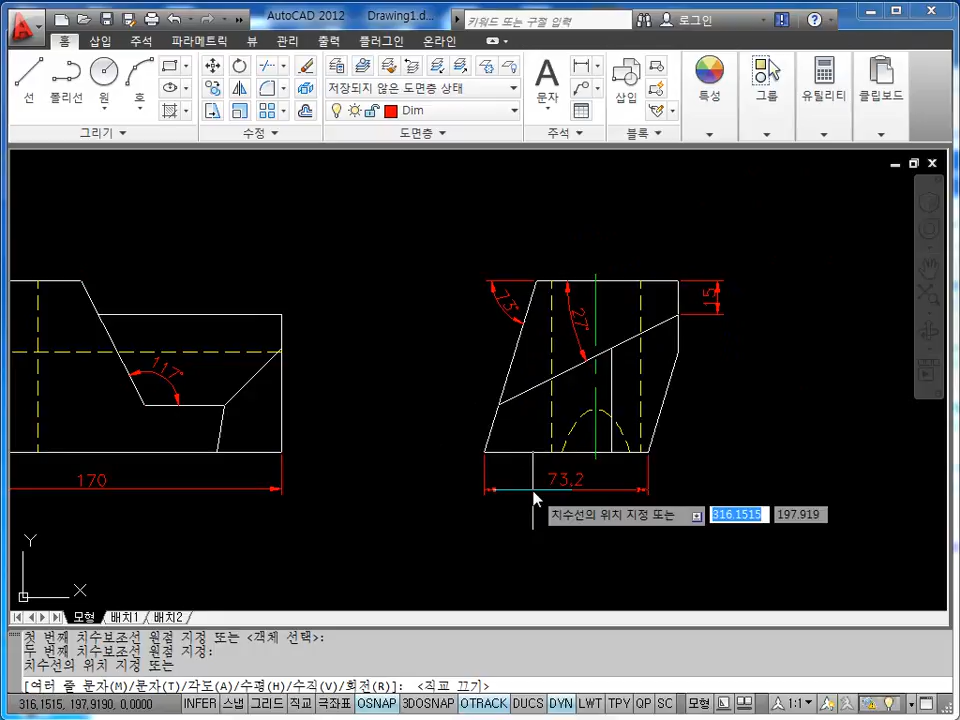 AutoCAD 2012 Drawing1.d...
키워드 또는 구절 입력
로그인
홈 삽입 주석 파라메트릭 뷰 관리 출력 플러그인 온라인
선 폴리선 원 호
저장되지 않은 도면층 상태
Dim
문자 삽입 특성 그룹 유틸리티 클립보드
그리기 수정 도면층 주석 블록
117°
170
73°
27°
15
73,2
치수선의 위치 지정 또는 316.1515 197.919
Y
X
모형 배치1 배치2
첫 번째 치수보조선 원점 지정 또는 <객체 선택>:
두 번째 치수보조선 원점 지정:
치수선의 위치 지정 또는
[여러 줄 문자(M)/문자(T)/각도(A)/수평(H)/수직(V)/회전(R)]: <직교 끄기>
316,1515, 197,9190, 0,0000 INFER 스냅 그리드 직교 극좌표 OSNAP 3DOSNAP OTRACK DUCS DYN LWT TPY QP SC 모형 1:1